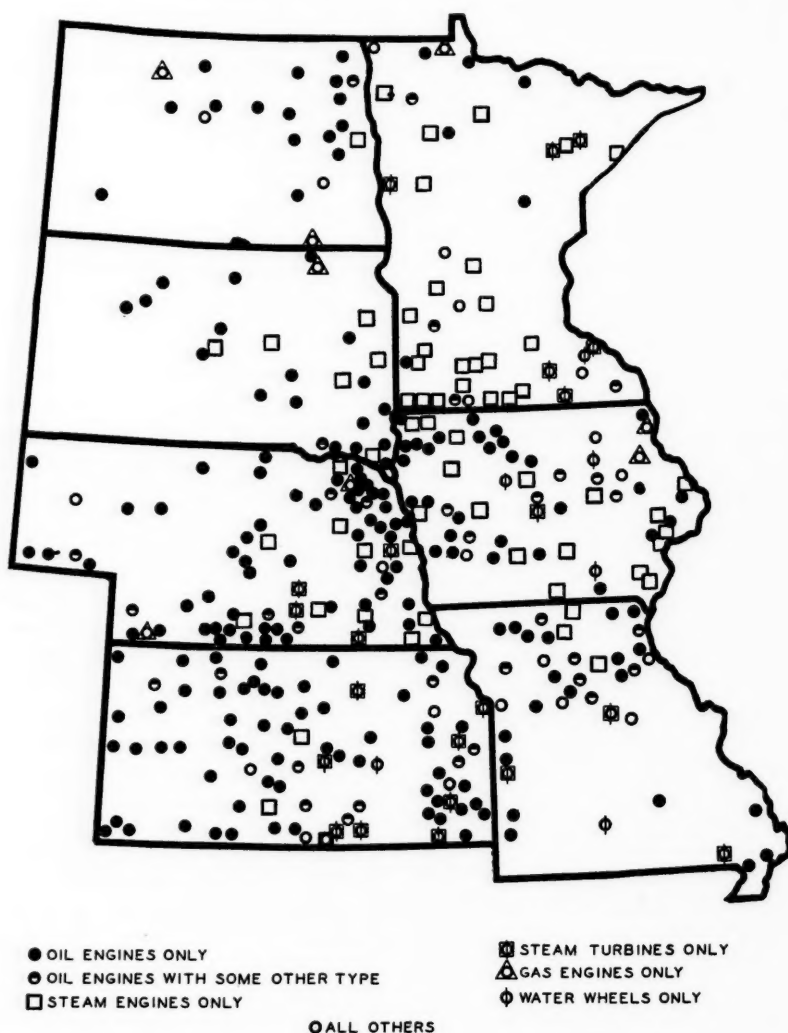 OIL ENGINES ONLY
OIL ENGINES WITH SOME OTHER TYPE
STEAM ENGINES ONLY
STEAM TURBINES ONLY
GAS ENGINES ONLY
WATER WHEELS ONLY
ALL OTHERS